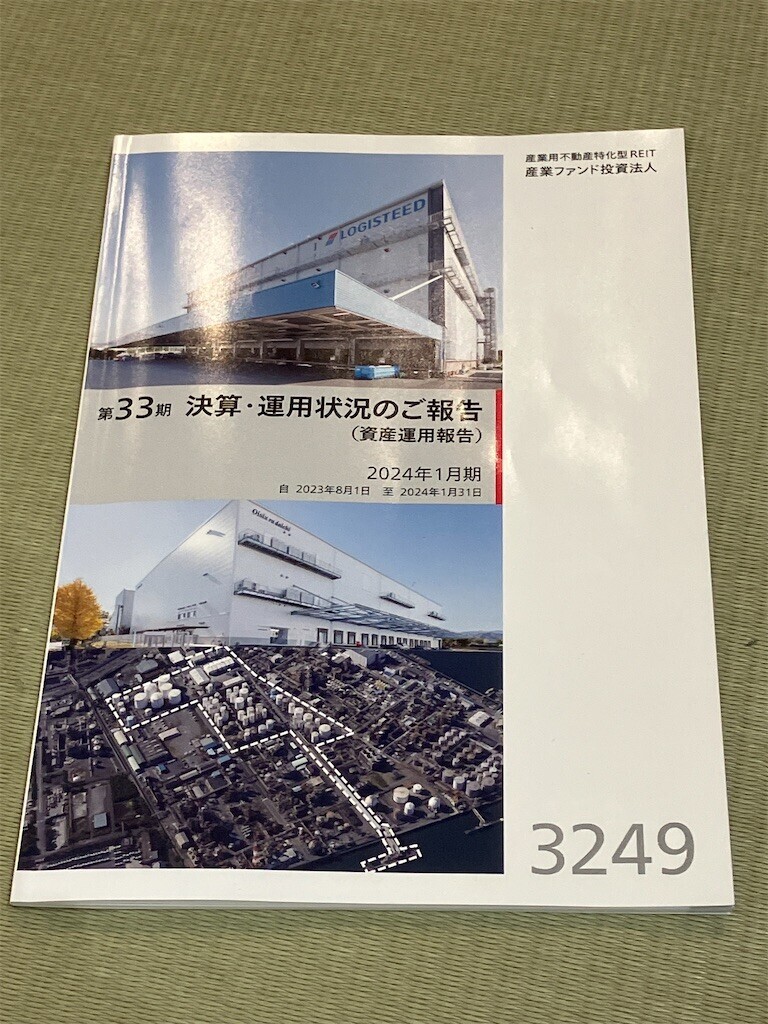 産業用不動産特化型REIT
産業ファンド投資法人
LOGISTEED
第33期 決算・運用状況のご報告
(資産運用報告)
2024年1月期
自 2023年8月1日 至 2024年1月31日
Oisix ra daichi
3249